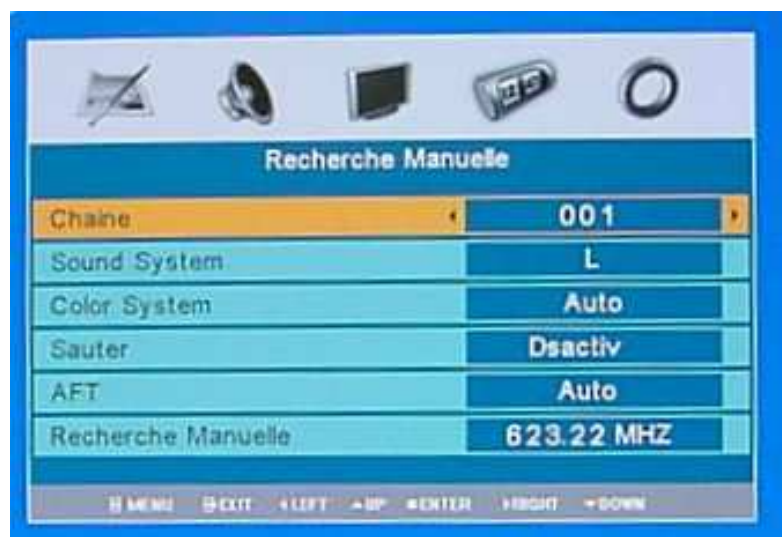 Recherche Manuelle
Chaine 001
Sound System L
Color System Auto
Sauter Dsactiv
AFT Auto
Recherche Manuelle 623.22 MHZ
MENU EXIT LEFT UP ENTER RIGHT DOWN